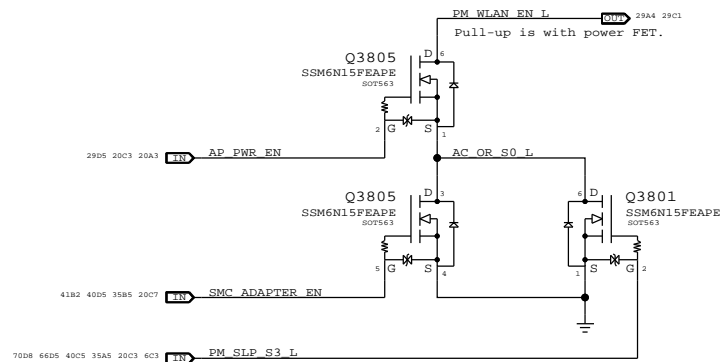 PM_WLAN_EN_L
OUT
29A4 29C1
Pull-up is with power FET.
Q3805
SSM6N15FEAPE
SOT563
D 6
2 G
S 1
29D5 20C3 20A3
IN
AP_PWR_EN
AC_OR_S0_L
Q3805
SSM6N15FEAPE
SOT563
D 3
5 G
S 4
6 D
Q3801
SSM6N15FEAPE
SOT563
1 S
G 2
41B2 40D5 35B5 20C7
IN
SMC_ADAPTER_EN
70D8 66D5 40C5 35A5 20C3 6C3
IN
PM_SLP_S3_L